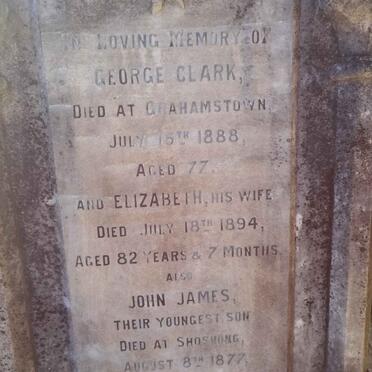 IN LOVING MEMORY OF
GEORGE CLARK,
DIED AT GRAHAMSTOWN,
JULY 15TH 1888,
AGED 77.
AND ELIZABETH, HIS WIFE
DIED JULY 18TH 1894,
AGED 82 YEARS & 7 MONTHS.
ALSO
JOHN JAMES,
THEIR YOUNGEST SON
DIED AT SHOSHONG,
AUGUST 8TH 1877,